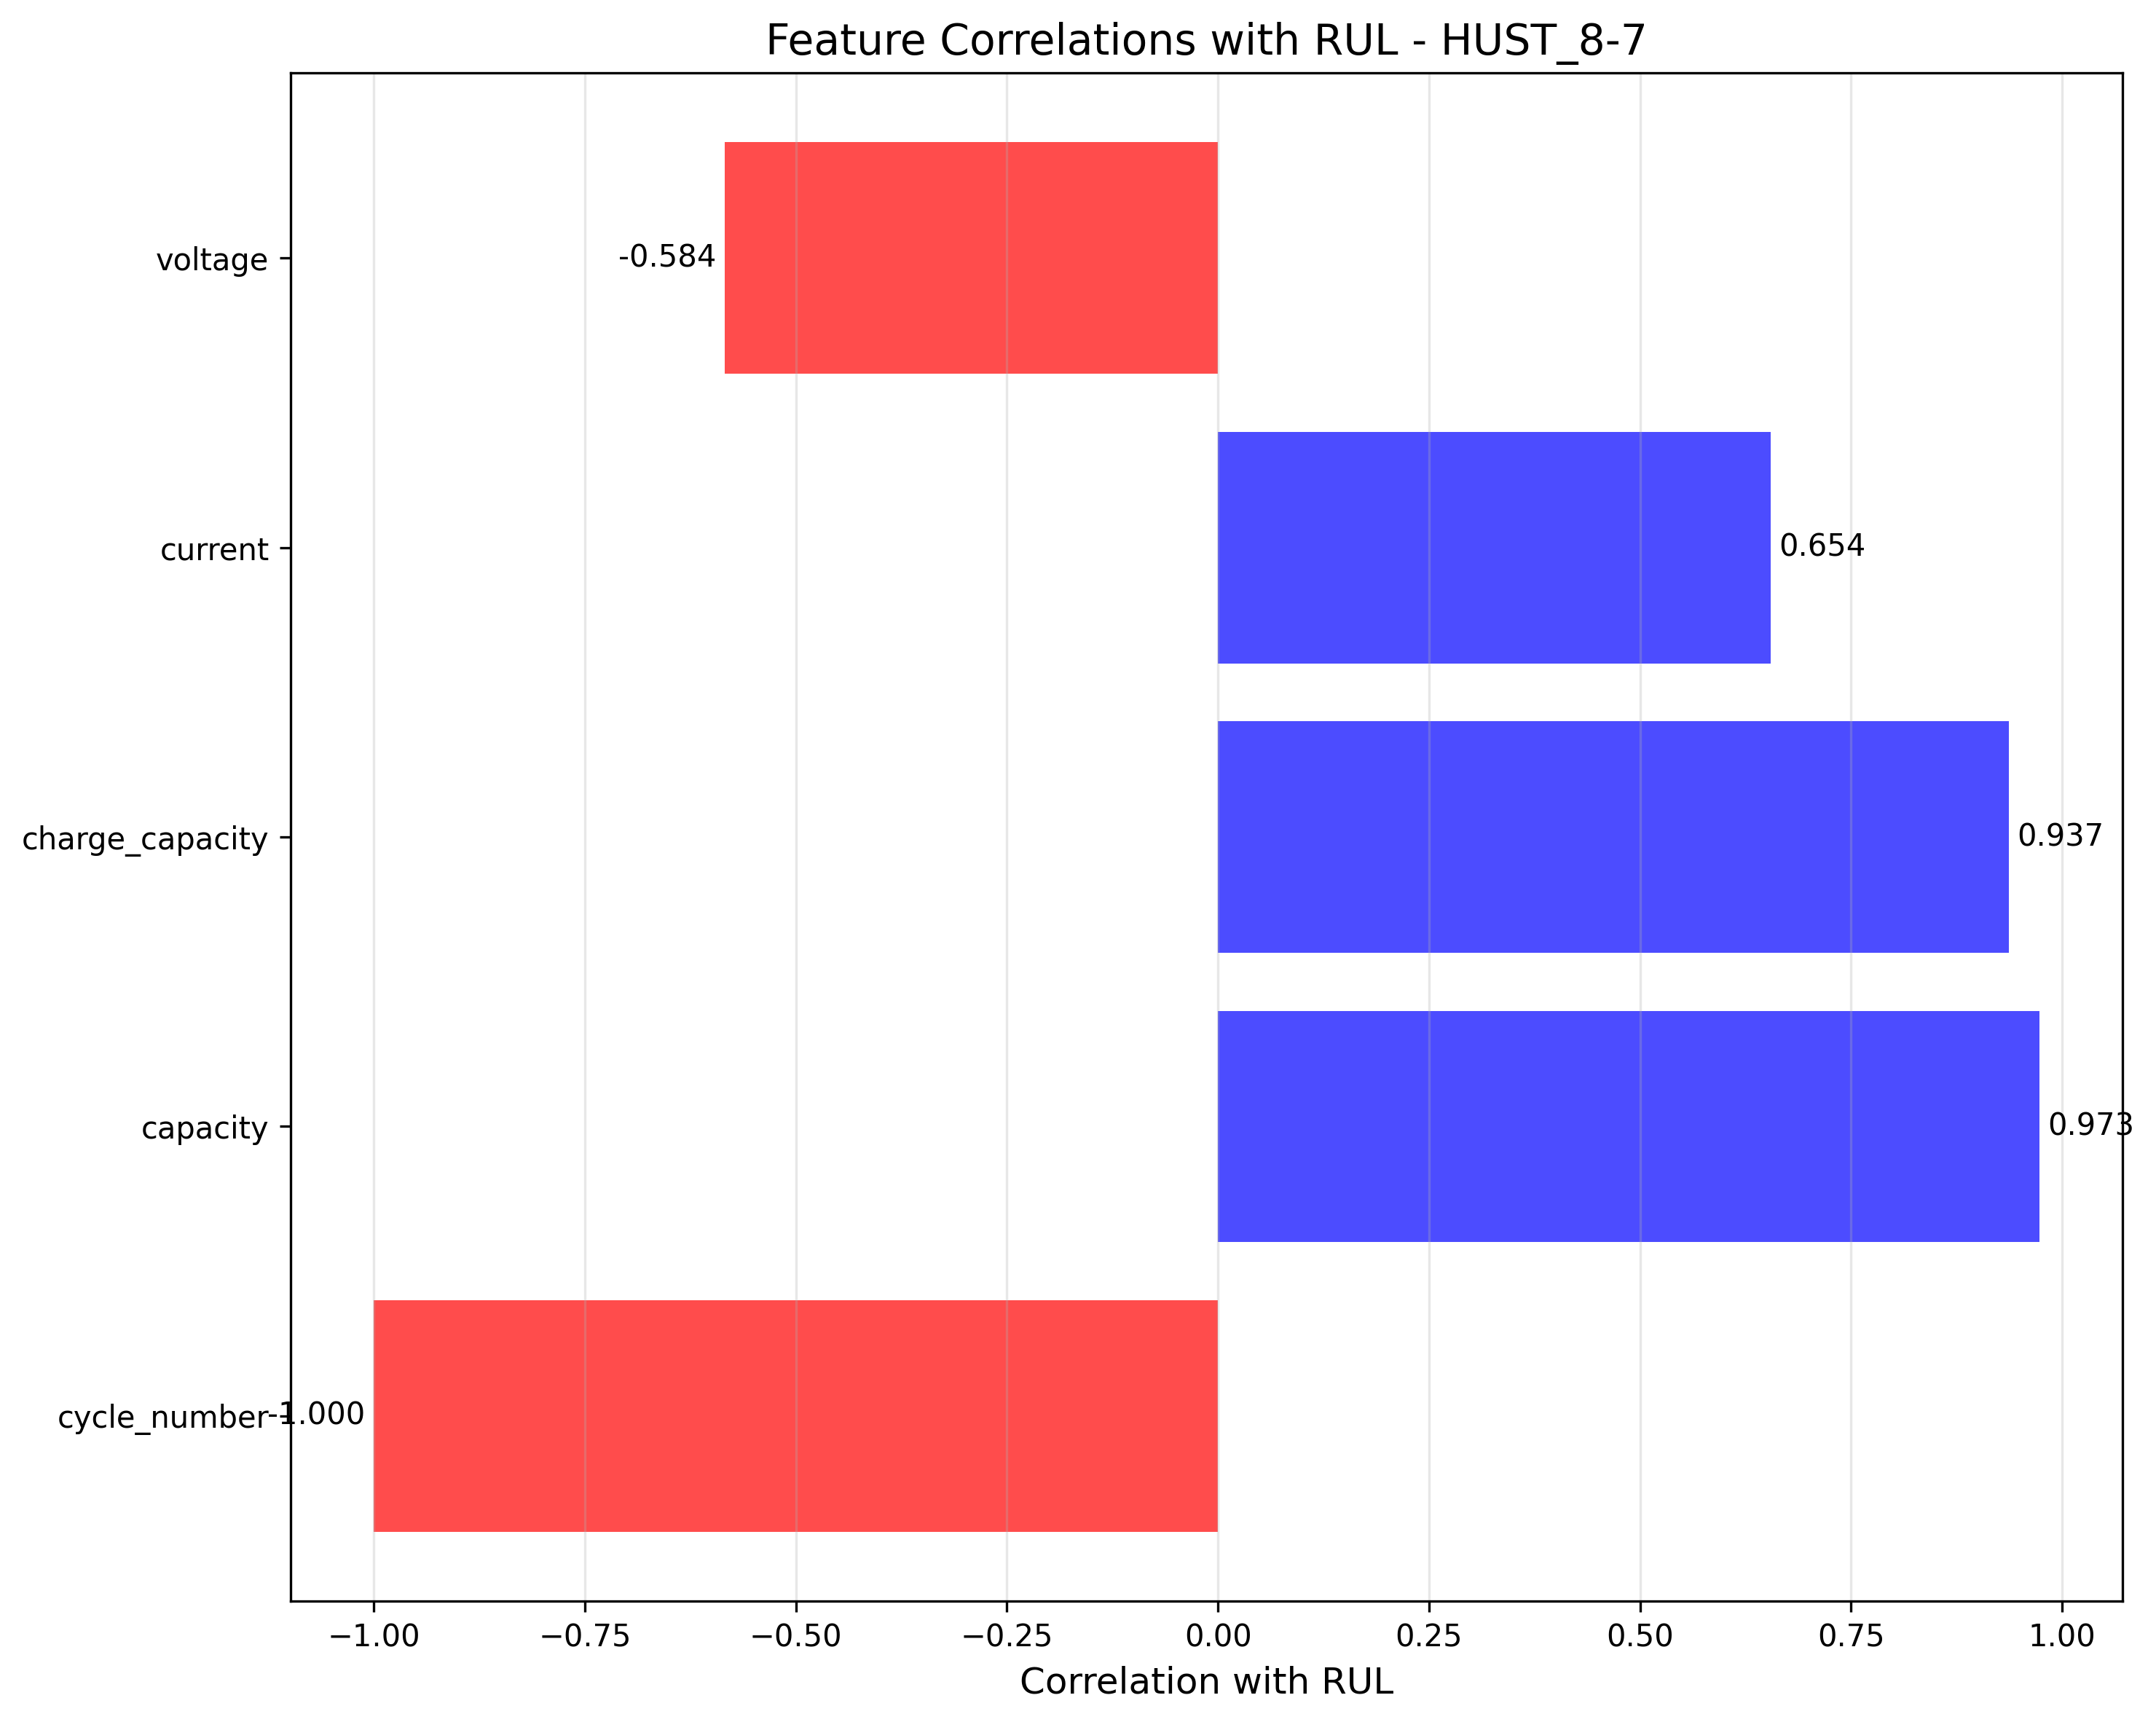 Feature Correlations with RUL - HUST_8-7
voltage
-0.584
current
0.654
charge_capacity
0.937
capacity
0.973
cycle_number
-1.000
−1.00 −0.75 −0.50 −0.25 0.00 0.25 0.50 0.75 1.00
Correlation with RUL